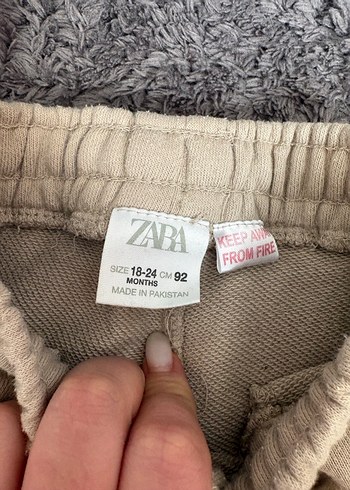 ZARA
SIZE 18-24 CM 92
MONTHS
MADE IN PAKISTAN
KEEP AWAY
FROM FIRE